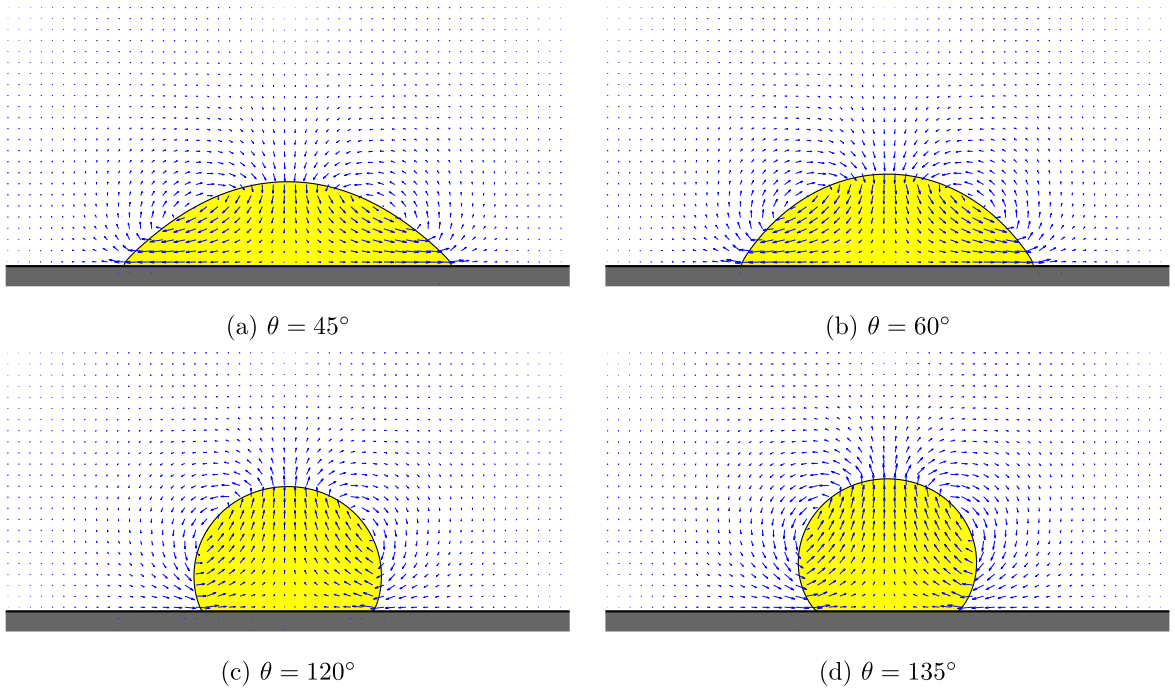 (a) θ = 45°
(b) θ = 60°
(c) θ = 120°
(d) θ = 135°